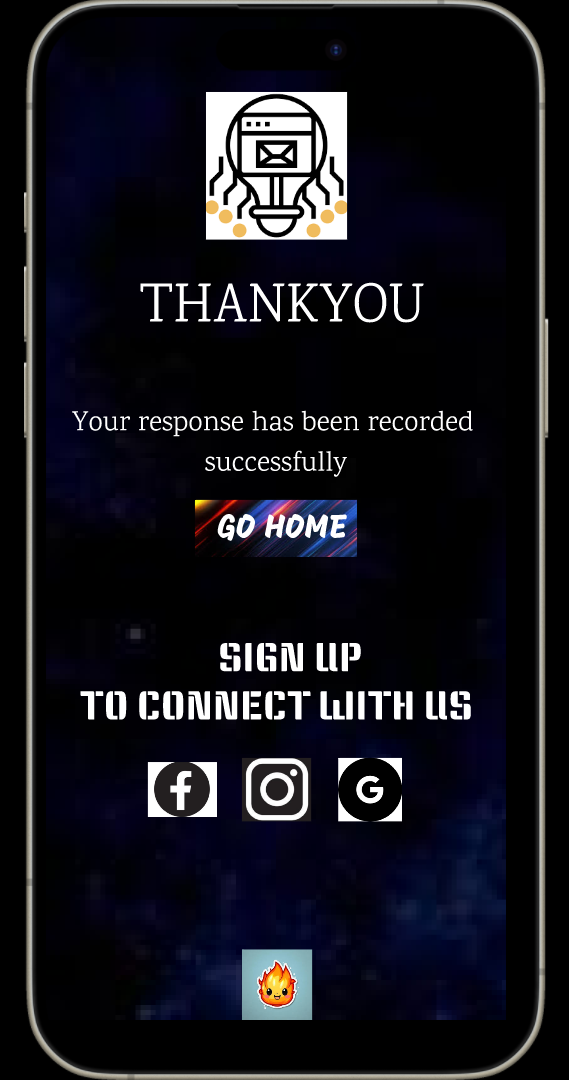 THANKYOU
Your response has been recorded
successfully
GO HOME
SIGN UP
TO CONNECT WITH US